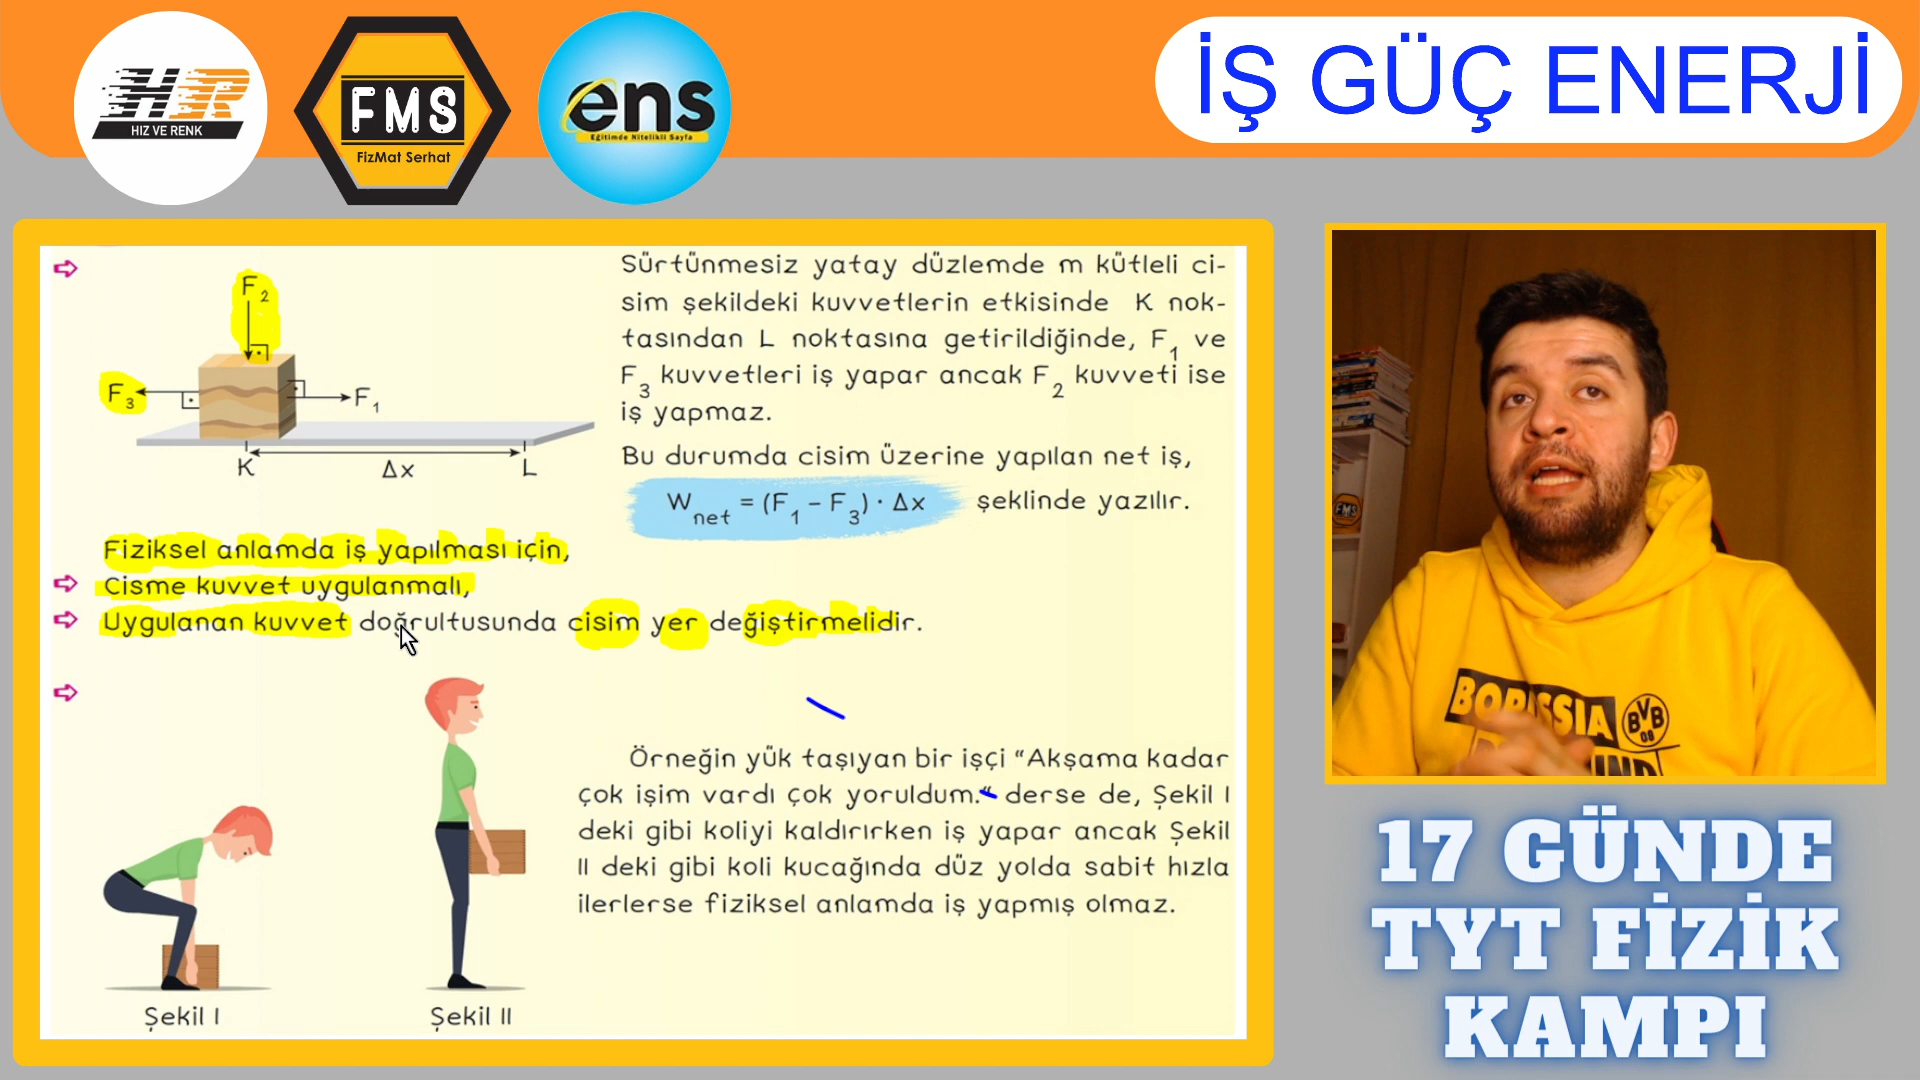 HR
HIZ VE RENK
FMS
FizMat Serhat
ens
Eğitimde Nitelikli Sayfa
İŞ GÜÇ ENERJİ
F2
F3
F1
K
Δx
L
Sürtünmesiz yatay düzlemde m kütleli ci-
sim şekildeki kuvvetlerin etkisinde K nok-
tasından L noktasına getirildiğinde, F1 ve
F3 kuvvetleri iş yapar ancak F2 kuvveti ise
iş yapmaz.
Bu durumda cisim üzerine yapılan net iş,
Wnet = (F1 – F3) · Δx şeklinde yazılır.
Fiziksel anlamda iş yapılması için,
Cisme kuvvet uygulanmalı,
Uygulanan kuvvet doğrultusunda cisim yer değiştirmelidir.
Örneğin yük taşıyan bir işçi “Akşama kadar
çok işim vardı çok yoruldum.“ derse de, Şekil I
deki gibi koliyi kaldırırken iş yapar ancak Şekil
II deki gibi koli kucağında düz yolda sabit hızla
ilerlerse fiziksel anlamda iş yapmış olmaz.
Şekil I
Şekil II
FMS
BORUSSIA
BVB
09
17 GÜNDE
TYT FİZİK
KAMPI